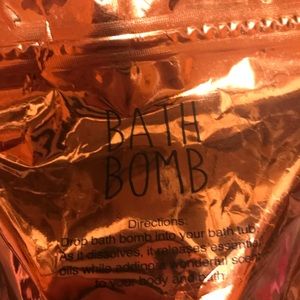 BATH
BOMB
Directions:
Drop bath bomb into your bath tub.
As it dissolves, it releases essential
oils while adding a wonderful scent
to your body and bath.